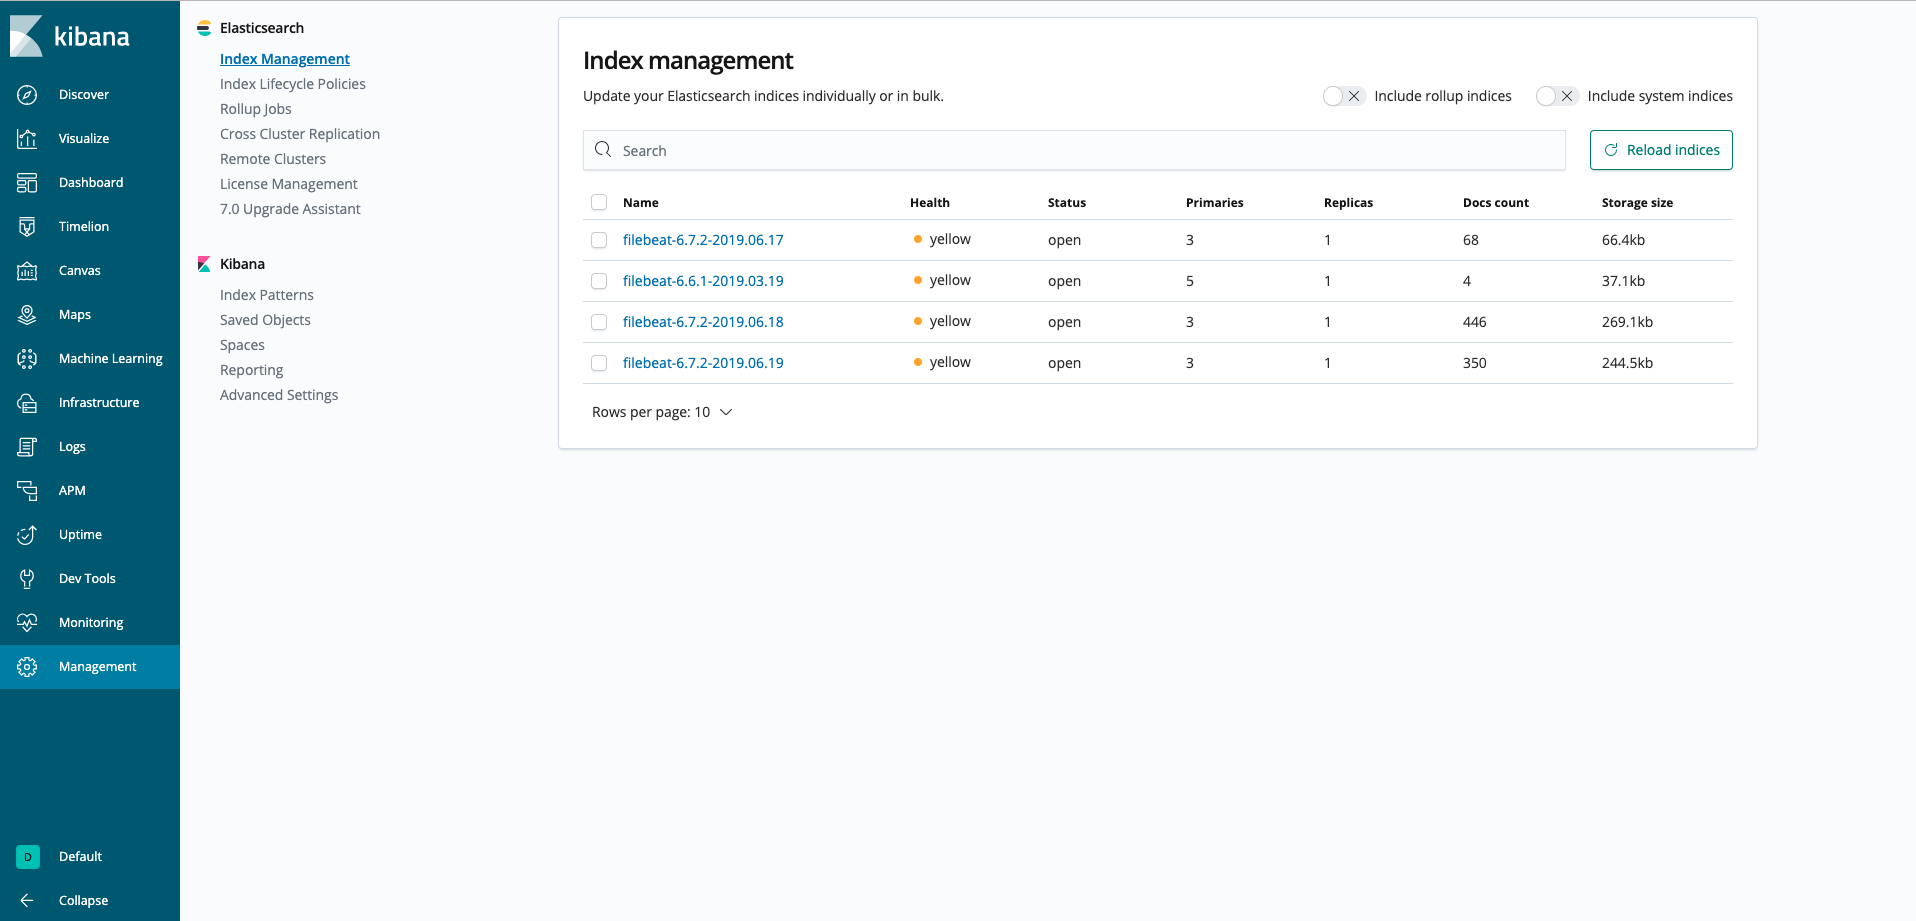 kibana
Discover
Visualize
Dashboard
Timelion
Canvas
Maps
Machine Learning
Infrastructure
Logs
APM
Uptime
Dev Tools
Monitoring
Management
D Default
Collapse
Elasticsearch
Index Management
Index Lifecycle Policies
Rollup Jobs
Cross Cluster Replication
Remote Clusters
License Management
7.0 Upgrade Assistant
Kibana
Index Patterns
Saved Objects
Spaces
Reporting
Advanced Settings
Index management
Update your Elasticsearch indices individually or in bulk. Include rollup indices Include system indices
Search Reload indices
Name Health Status Primaries Replicas Docs count Storage size
filebeat-6.7.2-2019.06.17 yellow open 3 1 68 66.4kb
filebeat-6.6.1-2019.03.19 yellow open 5 1 4 37.1kb
filebeat-6.7.2-2019.06.18 yellow open 3 1 446 269.1kb
filebeat-6.7.2-2019.06.19 yellow open 3 1 350 244.5kb
Rows per page: 10